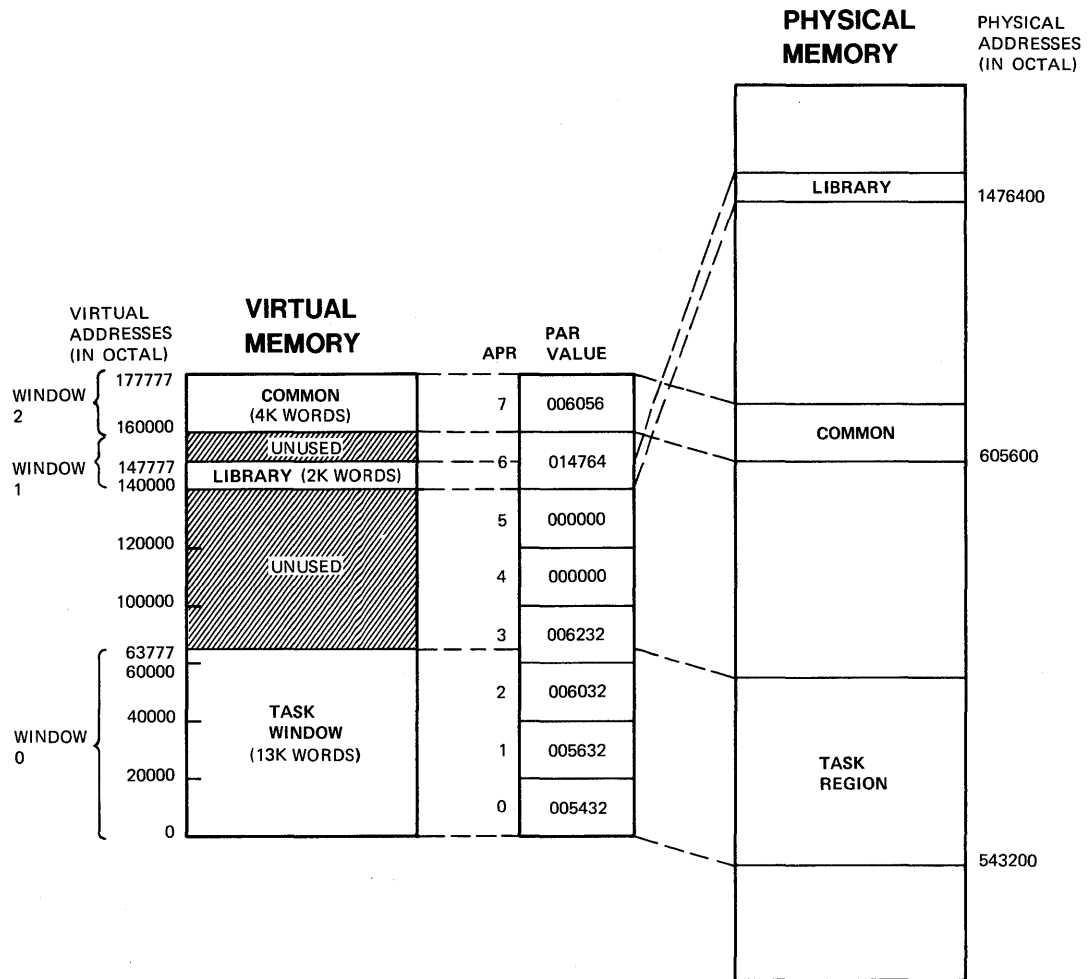 PHYSICAL
MEMORY
PHYSICAL
ADDRESSES
(IN OCTAL)
LIBRARY
1476400
VIRTUAL
ADDRESSES
(IN OCTAL)
VIRTUAL
MEMORY
APR
PAR
VALUE
WINDOW
2
177777
COMMON
(4K WORDS)
7
006056
160000
COMMON
605600
WINDOW
1
UNUSED
147777
6
014764
LIBRARY (2K WORDS)
140000
5
000000
120000
UNUSED
4
000000
100000
3
006232
63777
60000
2
006032
WINDOW
0
40000
TASK
WINDOW
(13K WORDS)
1
005632
TASK
REGION
20000
0
005432
0
543200